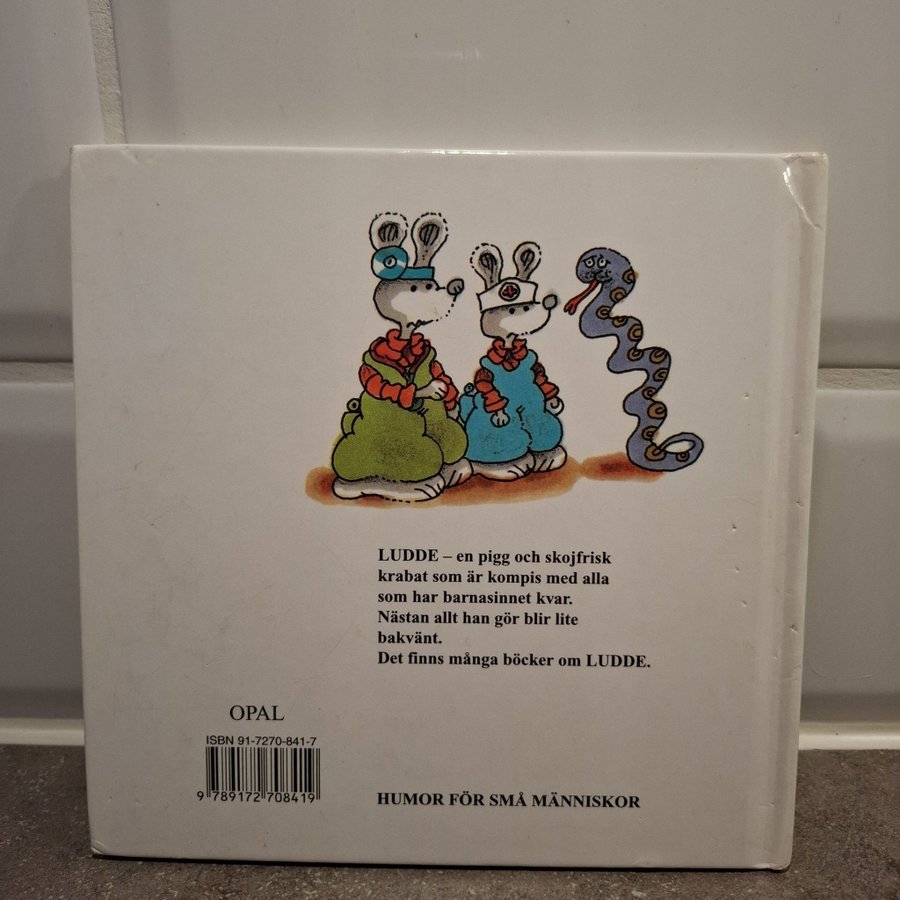 LUDDE – en pigg och skojfrisk
krabat som är kompis med alla
som har barnasinnet kvar.
Nästan allt han gör blir lite
bakvänt.
Det finns många böcker om LUDDE.
OPAL
ISBN 91-7270-841-7
9 789172 708419
HUMOR FÖR SMÅ MÄNNISKOR